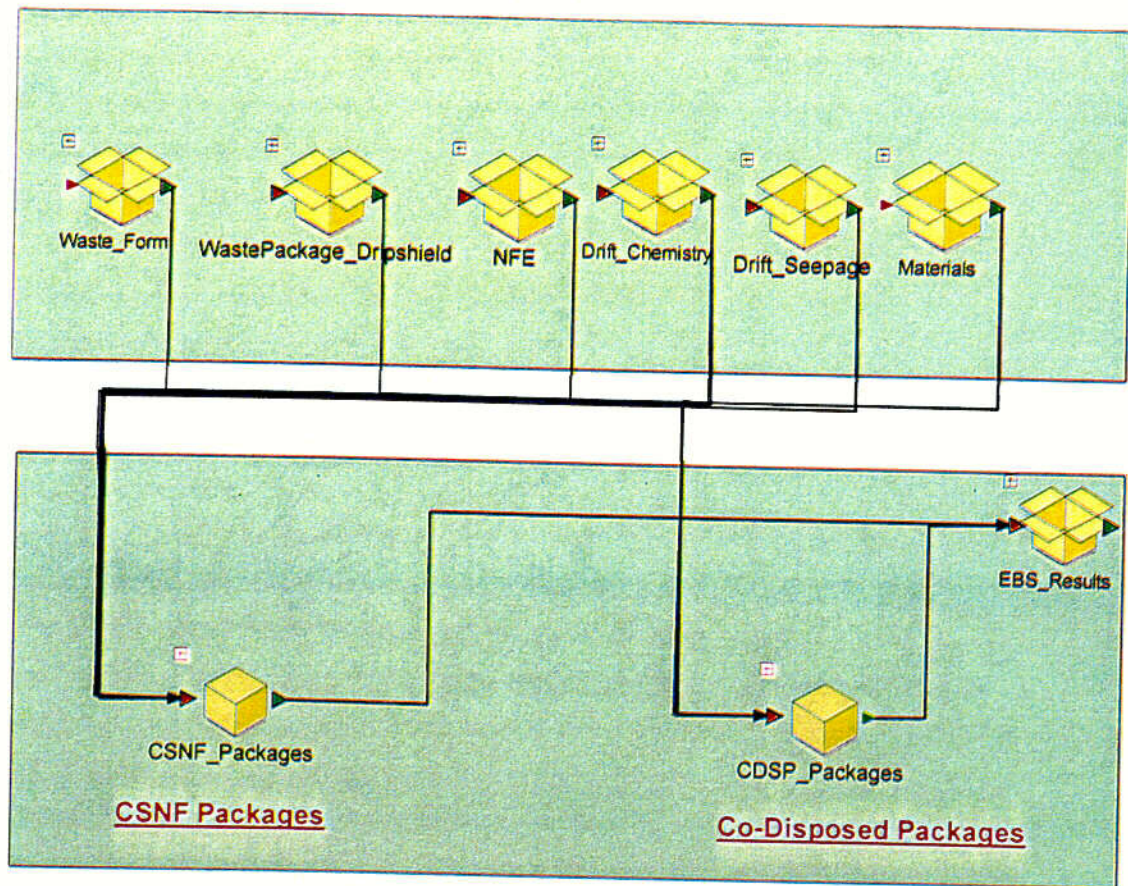 Waste_Form
WastePackage_Dripshield
NFE
Drift_Chemistry
Drift_Seepage
Materials
EBS_Results
CSNF_Packages
CDSP_Packages
CSNF Packages
Co-Disposed Packages